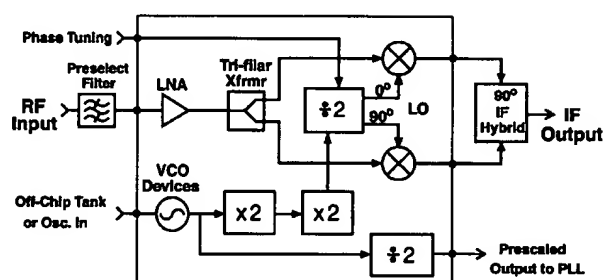 Phase Tuning
Preselect
Filter
LNA
Tri-filar
Xfrmr
RF
Input
÷2
0°
90°
LO
90°
IF
Hybrid
IF
Output
VCO
Devices
Off-Chip Tank
or Osc. In
x2
x2
÷2
Prescaled
Output to PLL